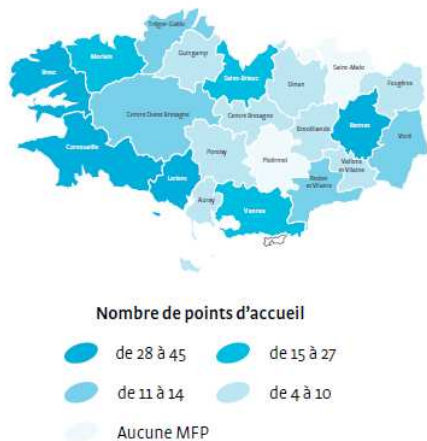 Trégor-Goëlo
Morlaix
Guingamp
Brest
Saint-Brieuc
Saint-Malo
Dinan
Fougères
Centre Ouest Bretagne
Centre Bretagne
Brocéliande
Rennes
Vitré
Cornouaille
Pontivy
Ploërmel
Vallons
de Vilaine
Lorient
Redon
et Vilaine
Auray
Vannes
Nombre de points d’accueil
de 28 à 45
de 15 à 27
de 11 à 14
de 4 à 10
Aucune MFP